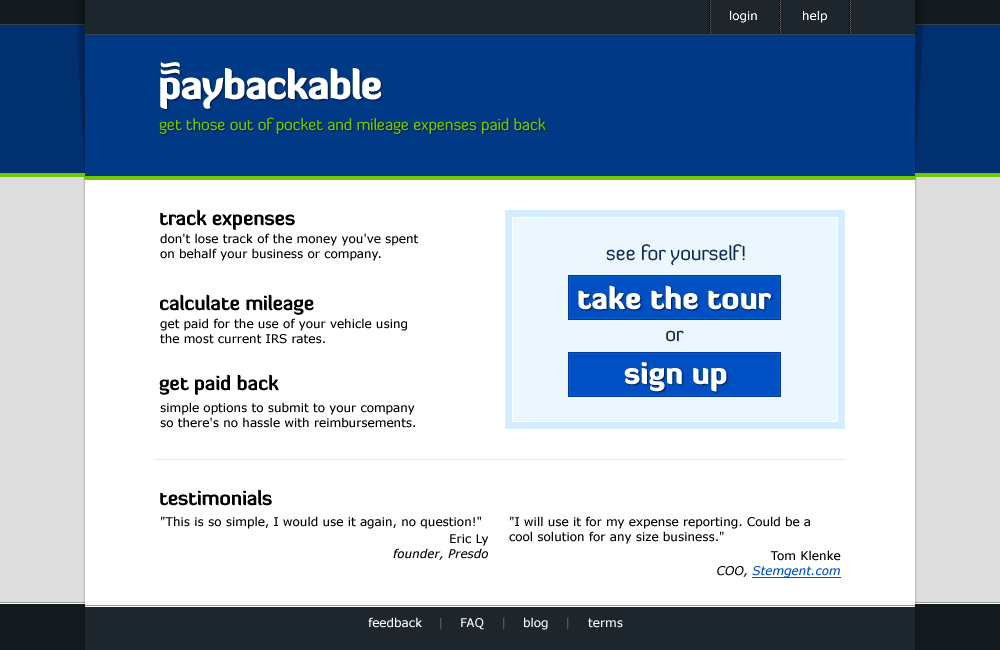 login
help
paybackable
get those out of pocket and mileage expenses paid back
track expenses
don't lose track of the money you've spent
on behalf your business or company.
calculate mileage
get paid for the use of your vehicle using
the most current IRS rates.
get paid back
simple options to submit to your company
so there's no hassle with reimbursements.
see for yourself!
take the tour
or
sign up
testimonials
"This is so simple, I would use it again, no question!"
Eric Ly
founder, Presdo
"I will use it for my expense reporting. Could be a
cool solution for any size business."
Tom Klenke
COO, Stemgent.com
feedback | FAQ | blog | terms